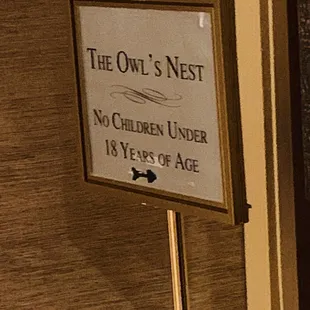 The Owl's Nest
No Children Under
18 Years of Age